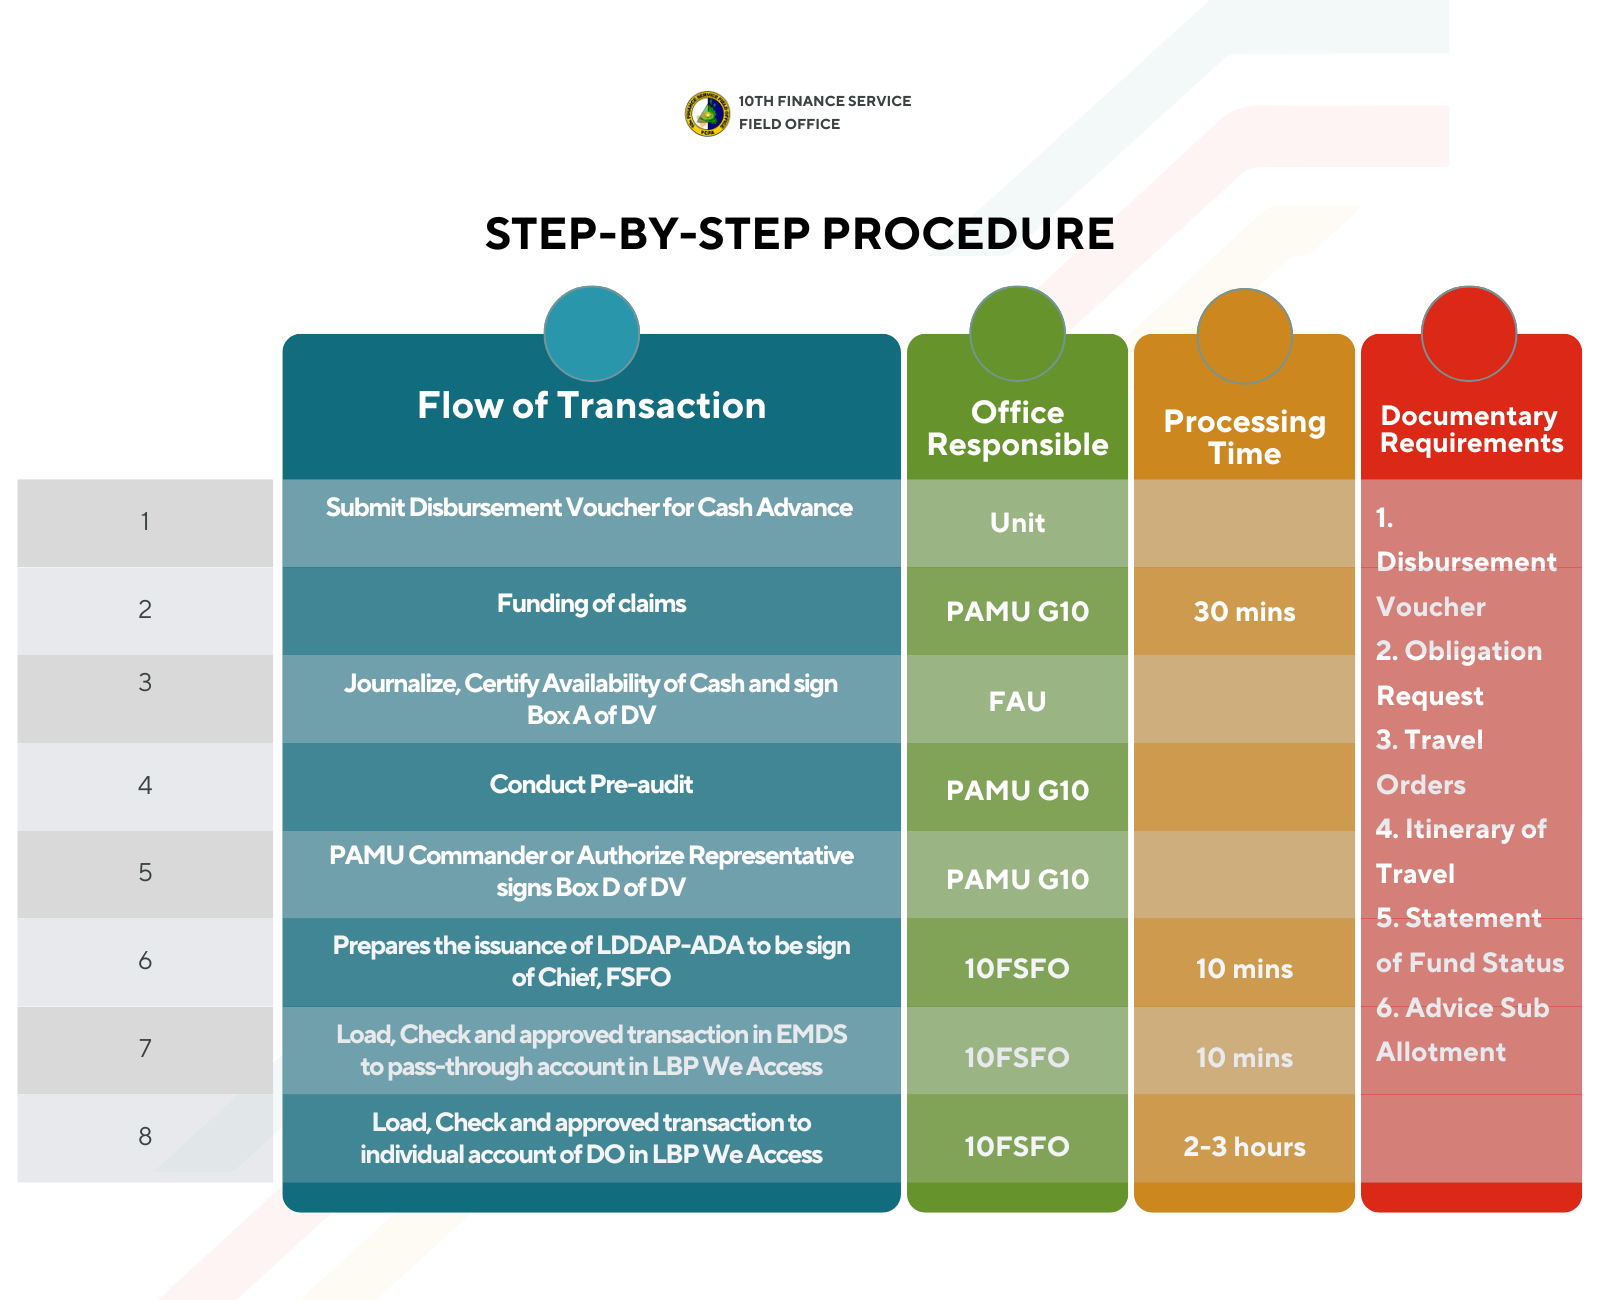 10TH FINANCE SERVICE
FIELD OFFICE
STEP-BY-STEP PROCEDURE
Flow of Transaction
Office
Responsible
Processing
Time
Documentary
Requirements
1
Submit Disbursement Voucher for Cash Advance
Unit
2
Funding of claims
PAMU G10
30 mins
3
Journalize, Certify Availability of Cash and sign
Box A of DV
FAU
4
Conduct Pre-audit
PAMU G10
5
PAMU Commander or Authorize Representative
signs Box D of DV
PAMU G10
6
Prepares the issuance of LDDAP-ADA to be sign
of Chief, FSFO
10FSFO
10 mins
7
Load, Check and approved transaction in EMDS
to pass-through account in LBP We Access
10FSFO
10 mins
8
Load, Check and approved transaction to
individual account of DO in LBP We Access
10FSFO
2-3 hours
1.
Disbursement
Voucher
2. Obligation
Request
3. Travel
Orders
4. Itinerary of
Travel
5. Statement
of Fund Status
6. Advice Sub
Allotment